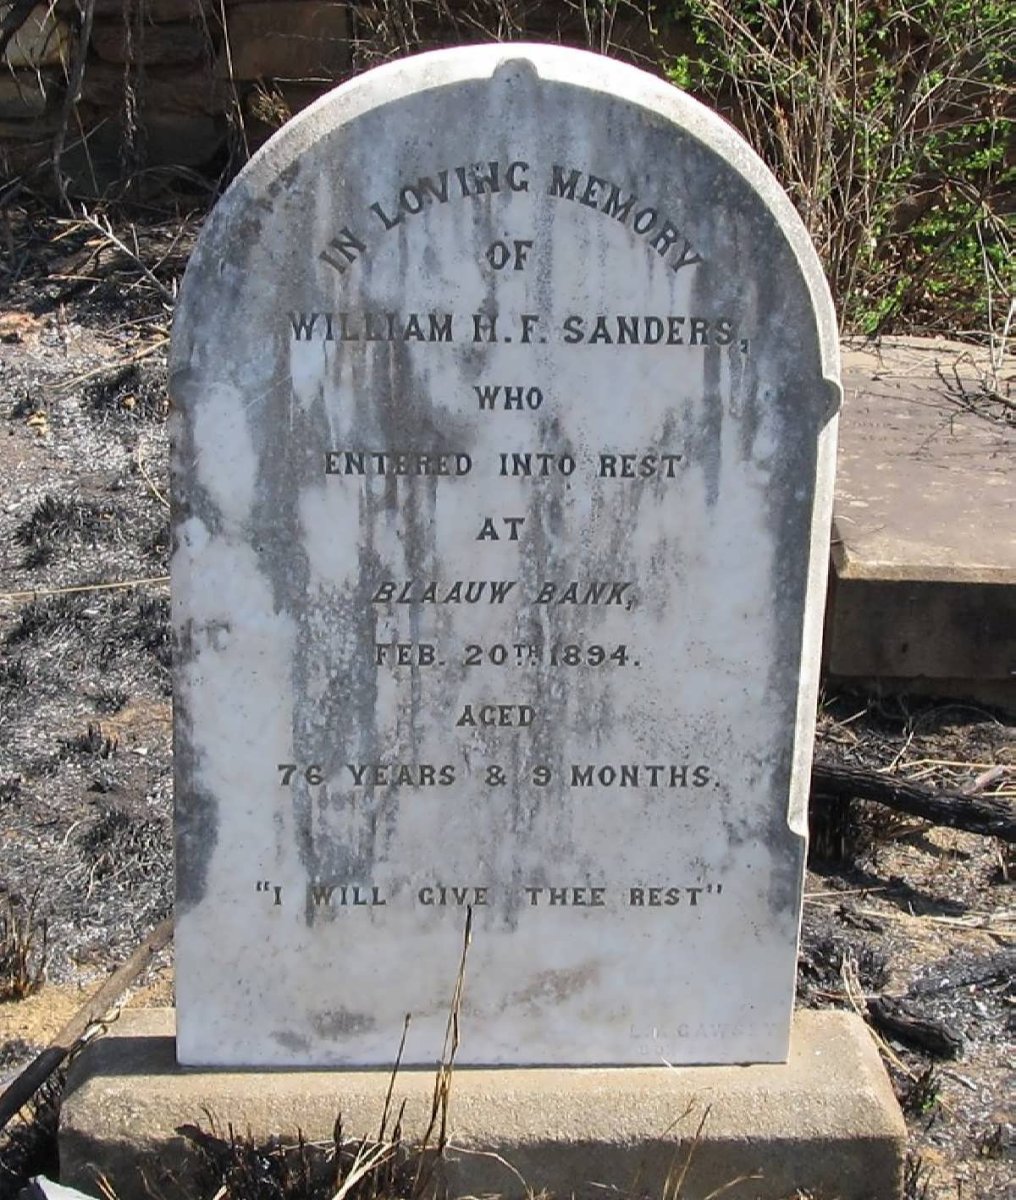 IN LOVING MEMORY
OF
WILLIAM H. F. SANDERS,
WHO
ENTERED INTO REST
AT
BLAAUW BANK,
FEB. 20TH 1894.
AGED
76 YEARS & 9 MONTHS.
"I WILL GIVE THEE REST"